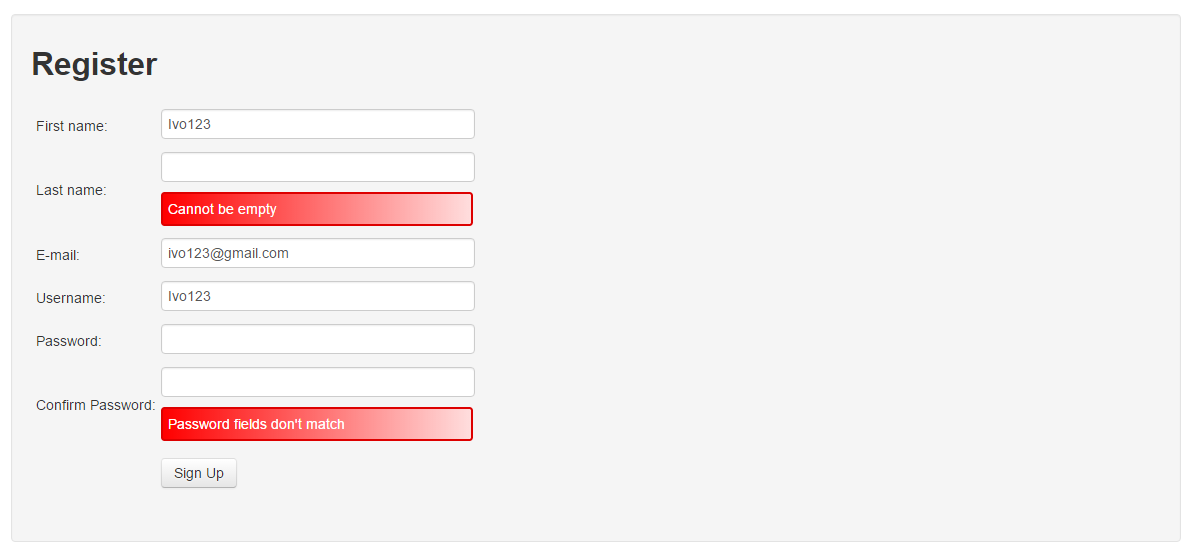 Register
First name: Ivo123
Last name:
Cannot be empty
E-mail: ivo123@gmail.com
Username: Ivo123
Password:
Confirm Password:
Password fields don't match
Sign Up